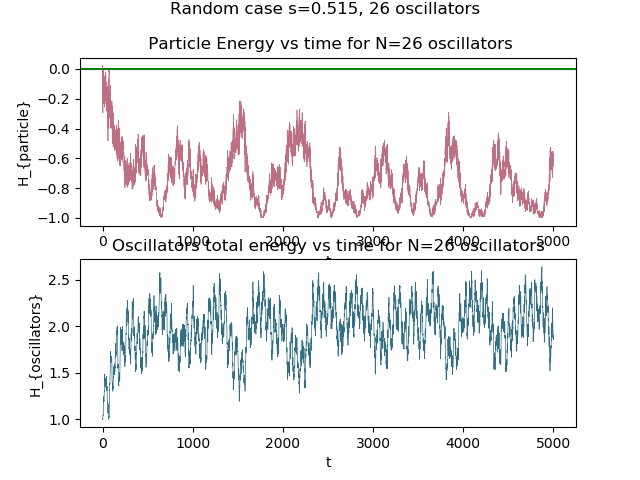 Random case s=0.515, 26 oscillators
Particle Energy vs time for N=26 oscillators
H_{particle}
0.0
−0.2
−0.4
−0.6
−0.8
−1.0
0 1000 2000 3000 4000 5000
t
Oscillators total energy vs time for N=26 oscillators
H_{oscillators}
2.5
2.0
1.5
1.0
0 1000 2000 3000 4000 5000
t